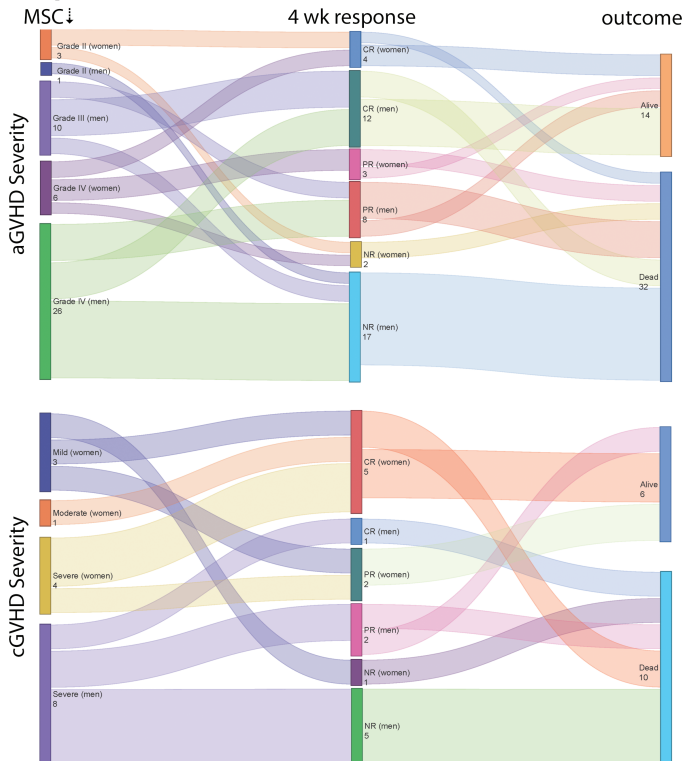 MSC⇣ 4 wk response outcome
aGVHD Severity
Grade II (women)
3
Grade II (men)
1
Grade III (men)
10
Grade IV (women)
6
Grade IV (men)
26
CR (women)
4
CR (men)
12
PR (women)
3
PR (men)
8
NR (women)
2
NR (men)
17
Alive
14
Dead
32
cGVHD Severity
Mild (women)
3
Moderate (women)
1
Severe (women)
4
Severe (men)
8
CR (women)
5
CR (men)
1
PR (women)
2
PR (men)
2
NR (women)
1
NR (men)
5
Alive
6
Dead
10